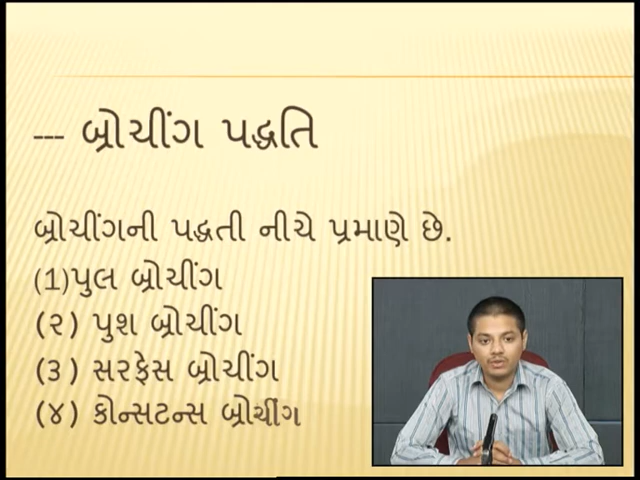 --- બ્રોચીંગ પદ્ધતિ
બ્રોચીંગની પદ્ધતી નીચે પ્રમાણે છે.
(1)પુલ બ્રોચીંગ
(૨) પુશ બ્રોચીંગ
(૩) સરફેસ બ્રોચીંગ
(૪) કોન્સટન્સ બ્રોચીંગ